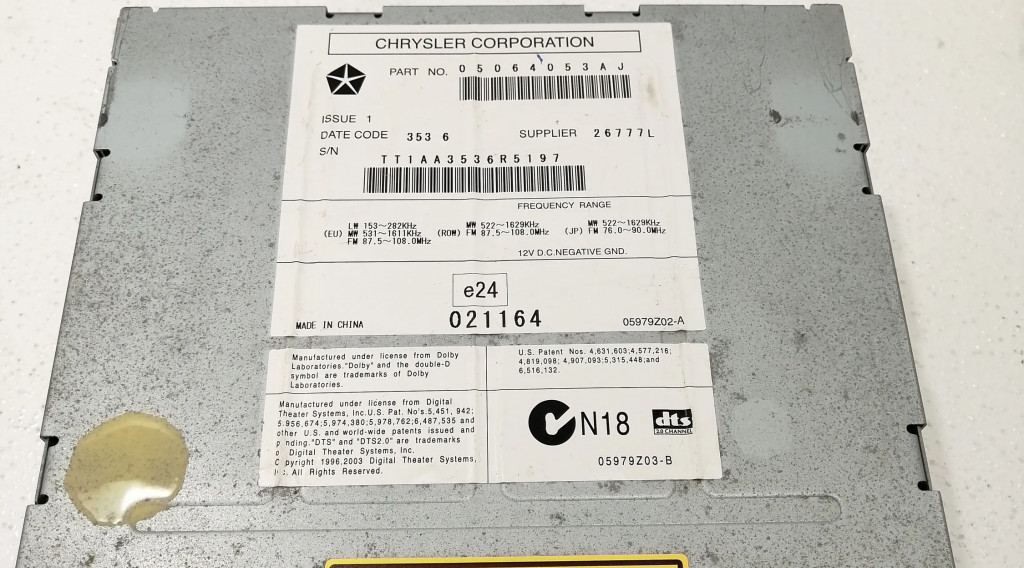 CHRYSLER CORPORATION
PART NO. 05064053AJ
ISSUE 1
DATE CODE 353 6 SUPPLIER 26777L
S/N
TT1AA3536R5197
FREQUENCY RANGE
(EU) LW 153~282KHz
MW 531~1611KHz
FM 87.5~108.0MHz
(ROW) MW 522~1629KHz
FM 87.5~108.0MHz
(JP) MW 522~1629KHz
FM 76.0~90.0MHz
12V D.C.NEGATIVE GND.
e24
MADE IN CHINA 021164 05979Z02-A
Manufactured under license from Dolby
Laboratories."Dolby" and the double-D
symbol are trademarks of Dolby
Laboratories.
Manufactured under license from Digital
Theater Systems, Inc.U.S. Pat. No's.5,451, 942;
5.956,674;5,974,380;5,978,762;6,487,535 and
other U.S. and world-wide patents issued and
p nding."DTS" and "DTS2.0" are trademarks
o Digital Theater Systems, Inc.
C pyright 1996,2003 Digital Theater Systems,
All Rights Reserved.
U.S. Patent Nos. 4,631,603;4,577,216;
4,819,098; 4,907,093;5,315,448;and
6,516,132.
N18
dts
2.0 CHANNEL
05979Z03-B